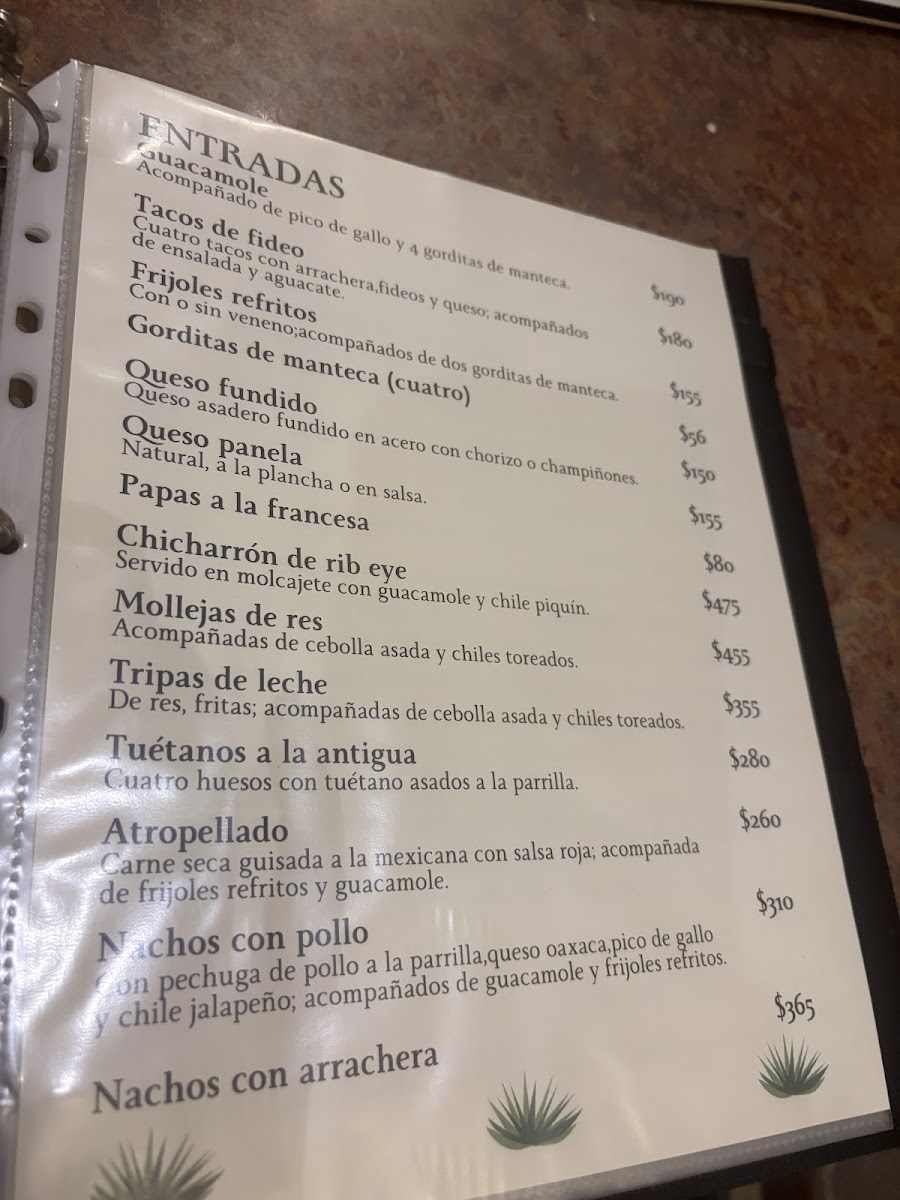 ENTRADAS
Guacamole
Acompañado de pico de gallo y 4 gorditas de manteca.
$190
Tacos de fideo
Cuatro tacos con arrachera,fideos y queso; acompañados
de ensalada y aguacate.
$180
Frijoles refritos
Con o sin veneno;acompañados de dos gorditas de manteca.
$155
Gorditas de manteca (cuatro)
$56
Queso fundido
Queso asadero fundido en acero con chorizo o champiñones.
$150
Queso panela
Natural, a la plancha o en salsa.
$155
Papas a la francesa
$80
Chicharrón de rib eye
Servido en molcajete con guacamole y chile piquín.
$475
Mollejas de res
Acompañadas de cebolla asada y chiles toreados.
$455
Tripas de leche
De res, fritas; acompañadas de cebolla asada y chiles toreados.
$355
Tuétanos a la antigua
Cuatro huesos con tuétano asados a la parrilla.
$280
Atropellado
Carne seca guisada a la mexicana con salsa roja; acompañada
de frijoles refritos y guacamole.
$260
Nachos con pollo
Con pechuga de pollo a la parrilla,queso oaxaca,pico de gallo
y chile jalapeño; acompañados de guacamole y frijoles refritos.
$310
Nachos con arrachera
$365